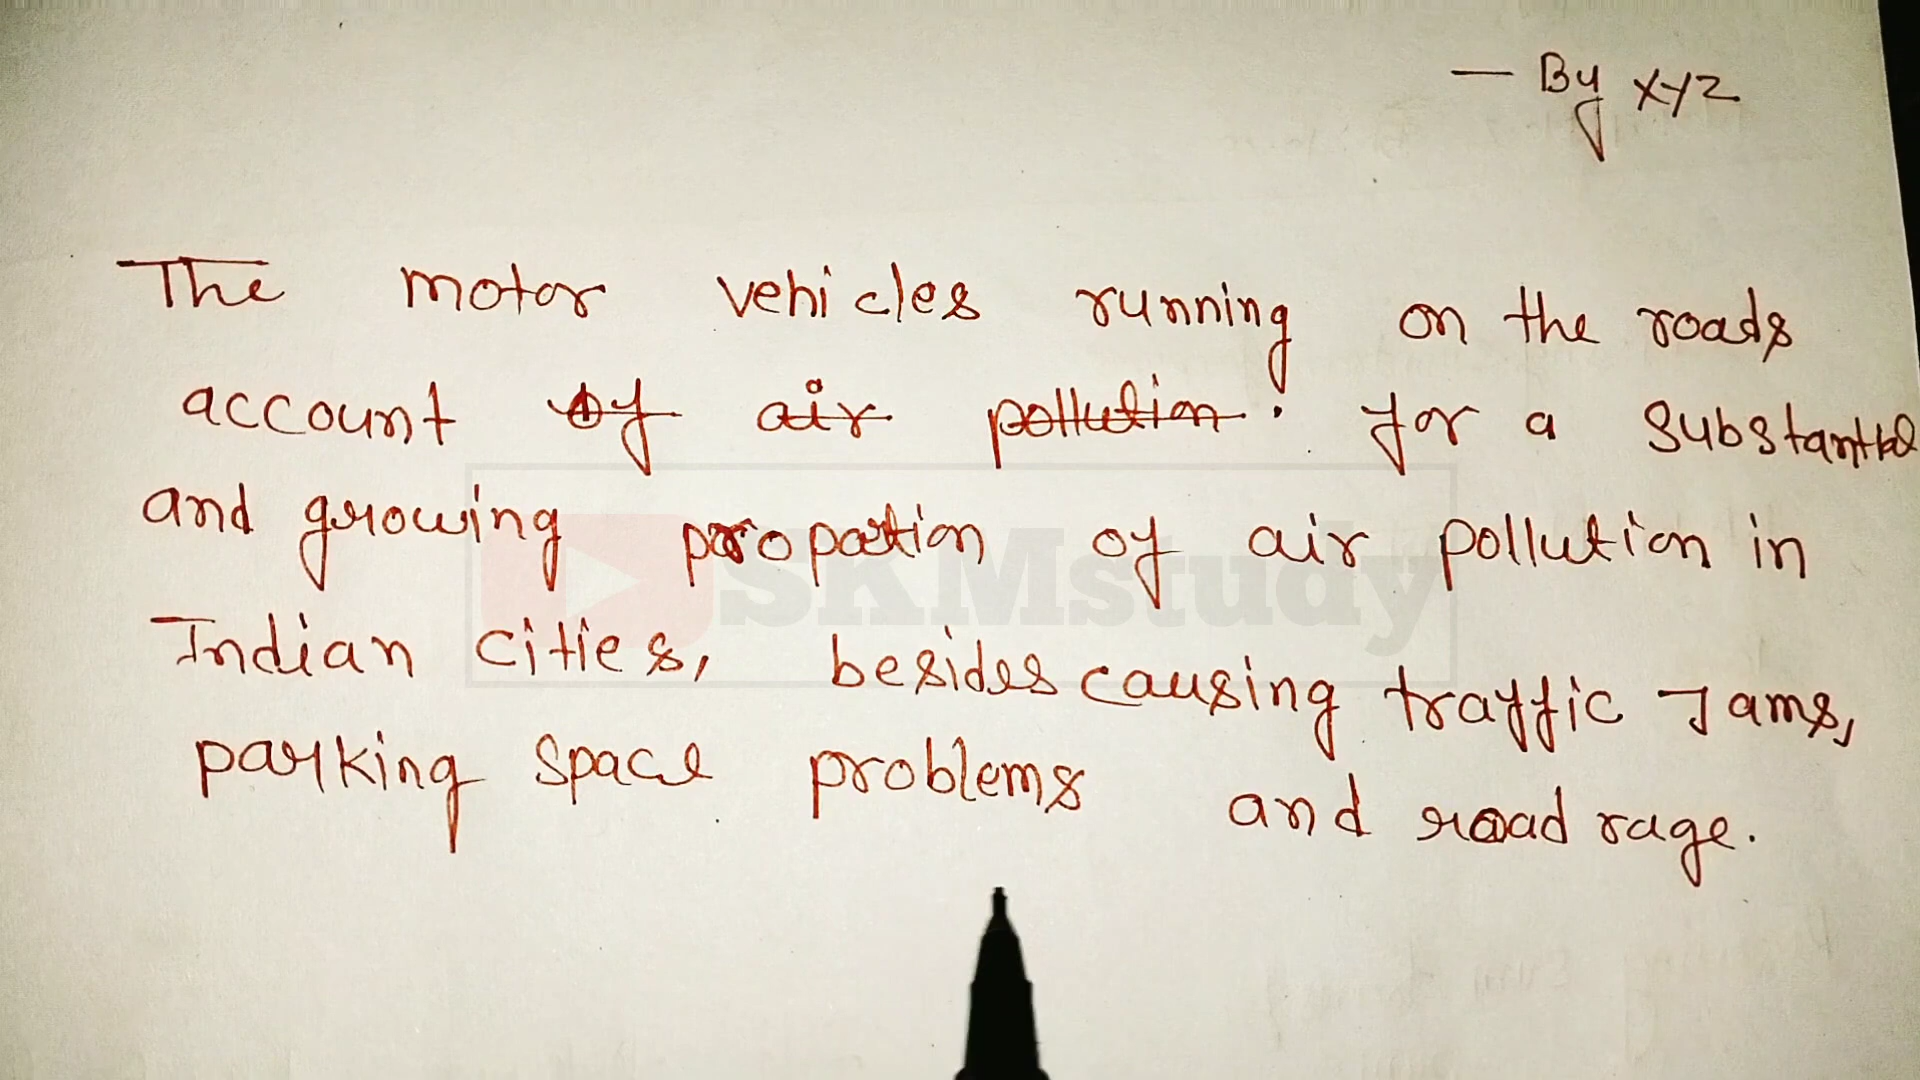 — By XYZ
The motor vehicles running on the roads
account of air pollution. for a substantial
and growing proportion of air pollution in
SKMstudy
Indian cities, besides causing traffic Jams,
parking space problems and road rage.